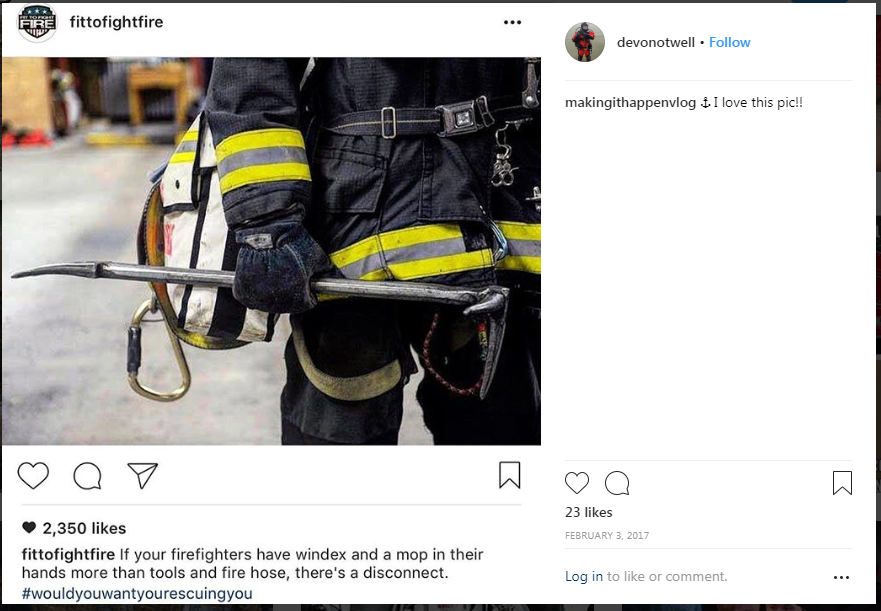 FIT TO FIGHT
FIRE
fittofightfire
2,350 likes
fittofightfire If your firefighters have windex and a mop in their
hands more than tools and fire hose, there's a disconnect.
#wouldyouwantyourescuingyou
devonotwell • Follow
makingithappenvlog ⚓ I love this pic!!
23 likes
FEBRUARY 3, 2017
Log in to like or comment.